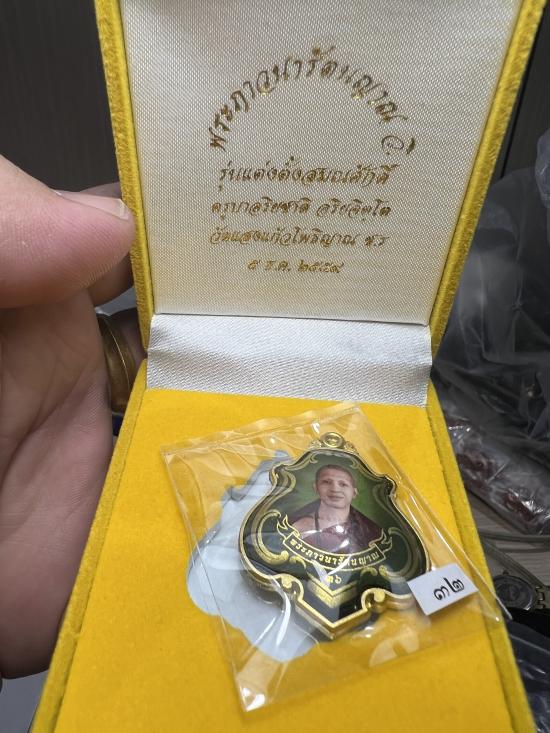 พระภาวนารัตนญาณ วิ
รุ่นแต่งตั้งสมณศักดิ์
ครูบาอริยชาติ อริยจิตโต
วัดแสงแก้วโพธิญาณ ช.ร
๕ ธ.ค. ๒๕๕๙
พระภาวนารัตนญาณ
๓๖
๓๒